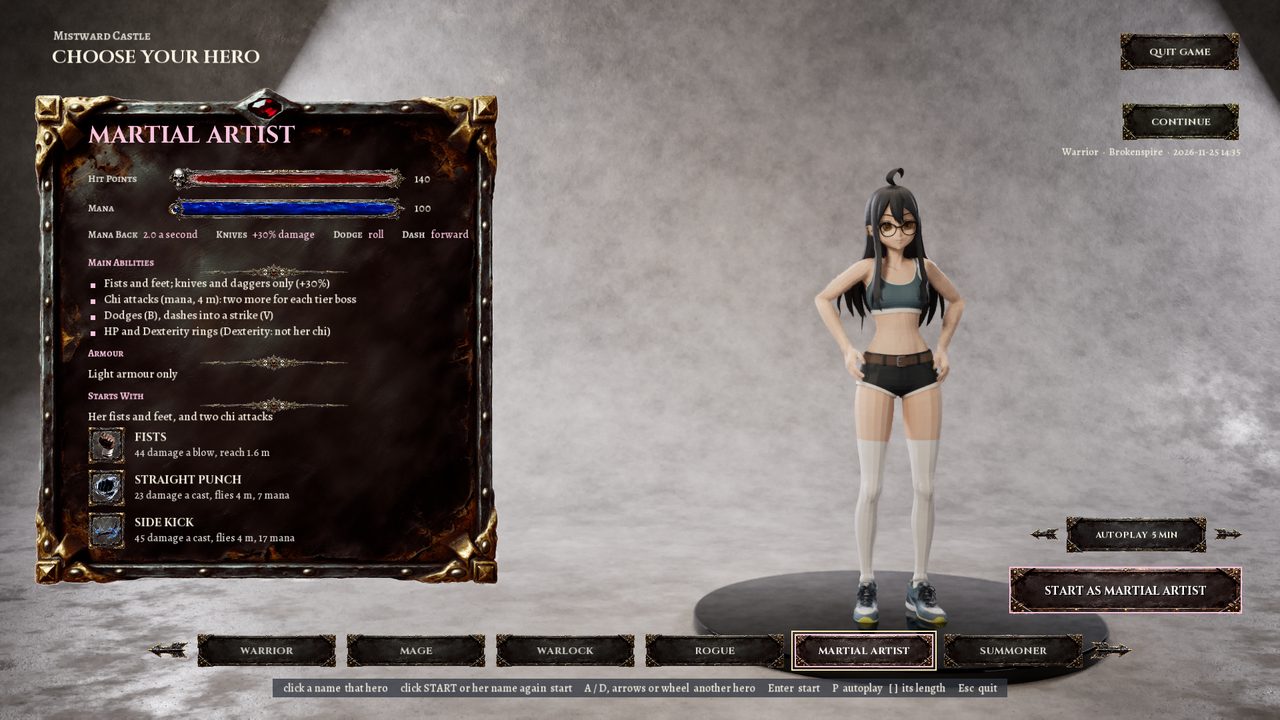 Mistward Castle
CHOOSE YOUR HERO
QUIT GAME
CONTINUE
Warrior · Brokenspire · 2026-11-25 14:35
MARTIAL ARTIST
Hit Points 140
Mana 100
Mana Back 2.0 a second Knives +30% damage Dodge roll Dash forward
Main Abilities
Fists and feet; knives and daggers only (+30%)
Chi attacks (mana, 4 m): two more for each tier boss
Dodges (B), dashes into a strike (V)
HP and Dexterity rings (Dexterity: not her chi)
Armour
Light armour only
Starts With
Her fists and feet, and two chi attacks
FISTS
44 damage a blow, reach 1.6 m
STRAIGHT PUNCH
23 damage a cast, flies 4 m, 7 mana
SIDE KICK
45 damage a cast, flies 4 m, 17 mana
AUTOPLAY 5 MIN
START AS MARTIAL ARTIST
WARRIOR MAGE WARLOCK ROGUE MARTIAL ARTIST SUMMONER
click a name that hero click START or her name again start A / D, arrows or wheel another hero Enter start P autoplay [ ] its length Esc quit